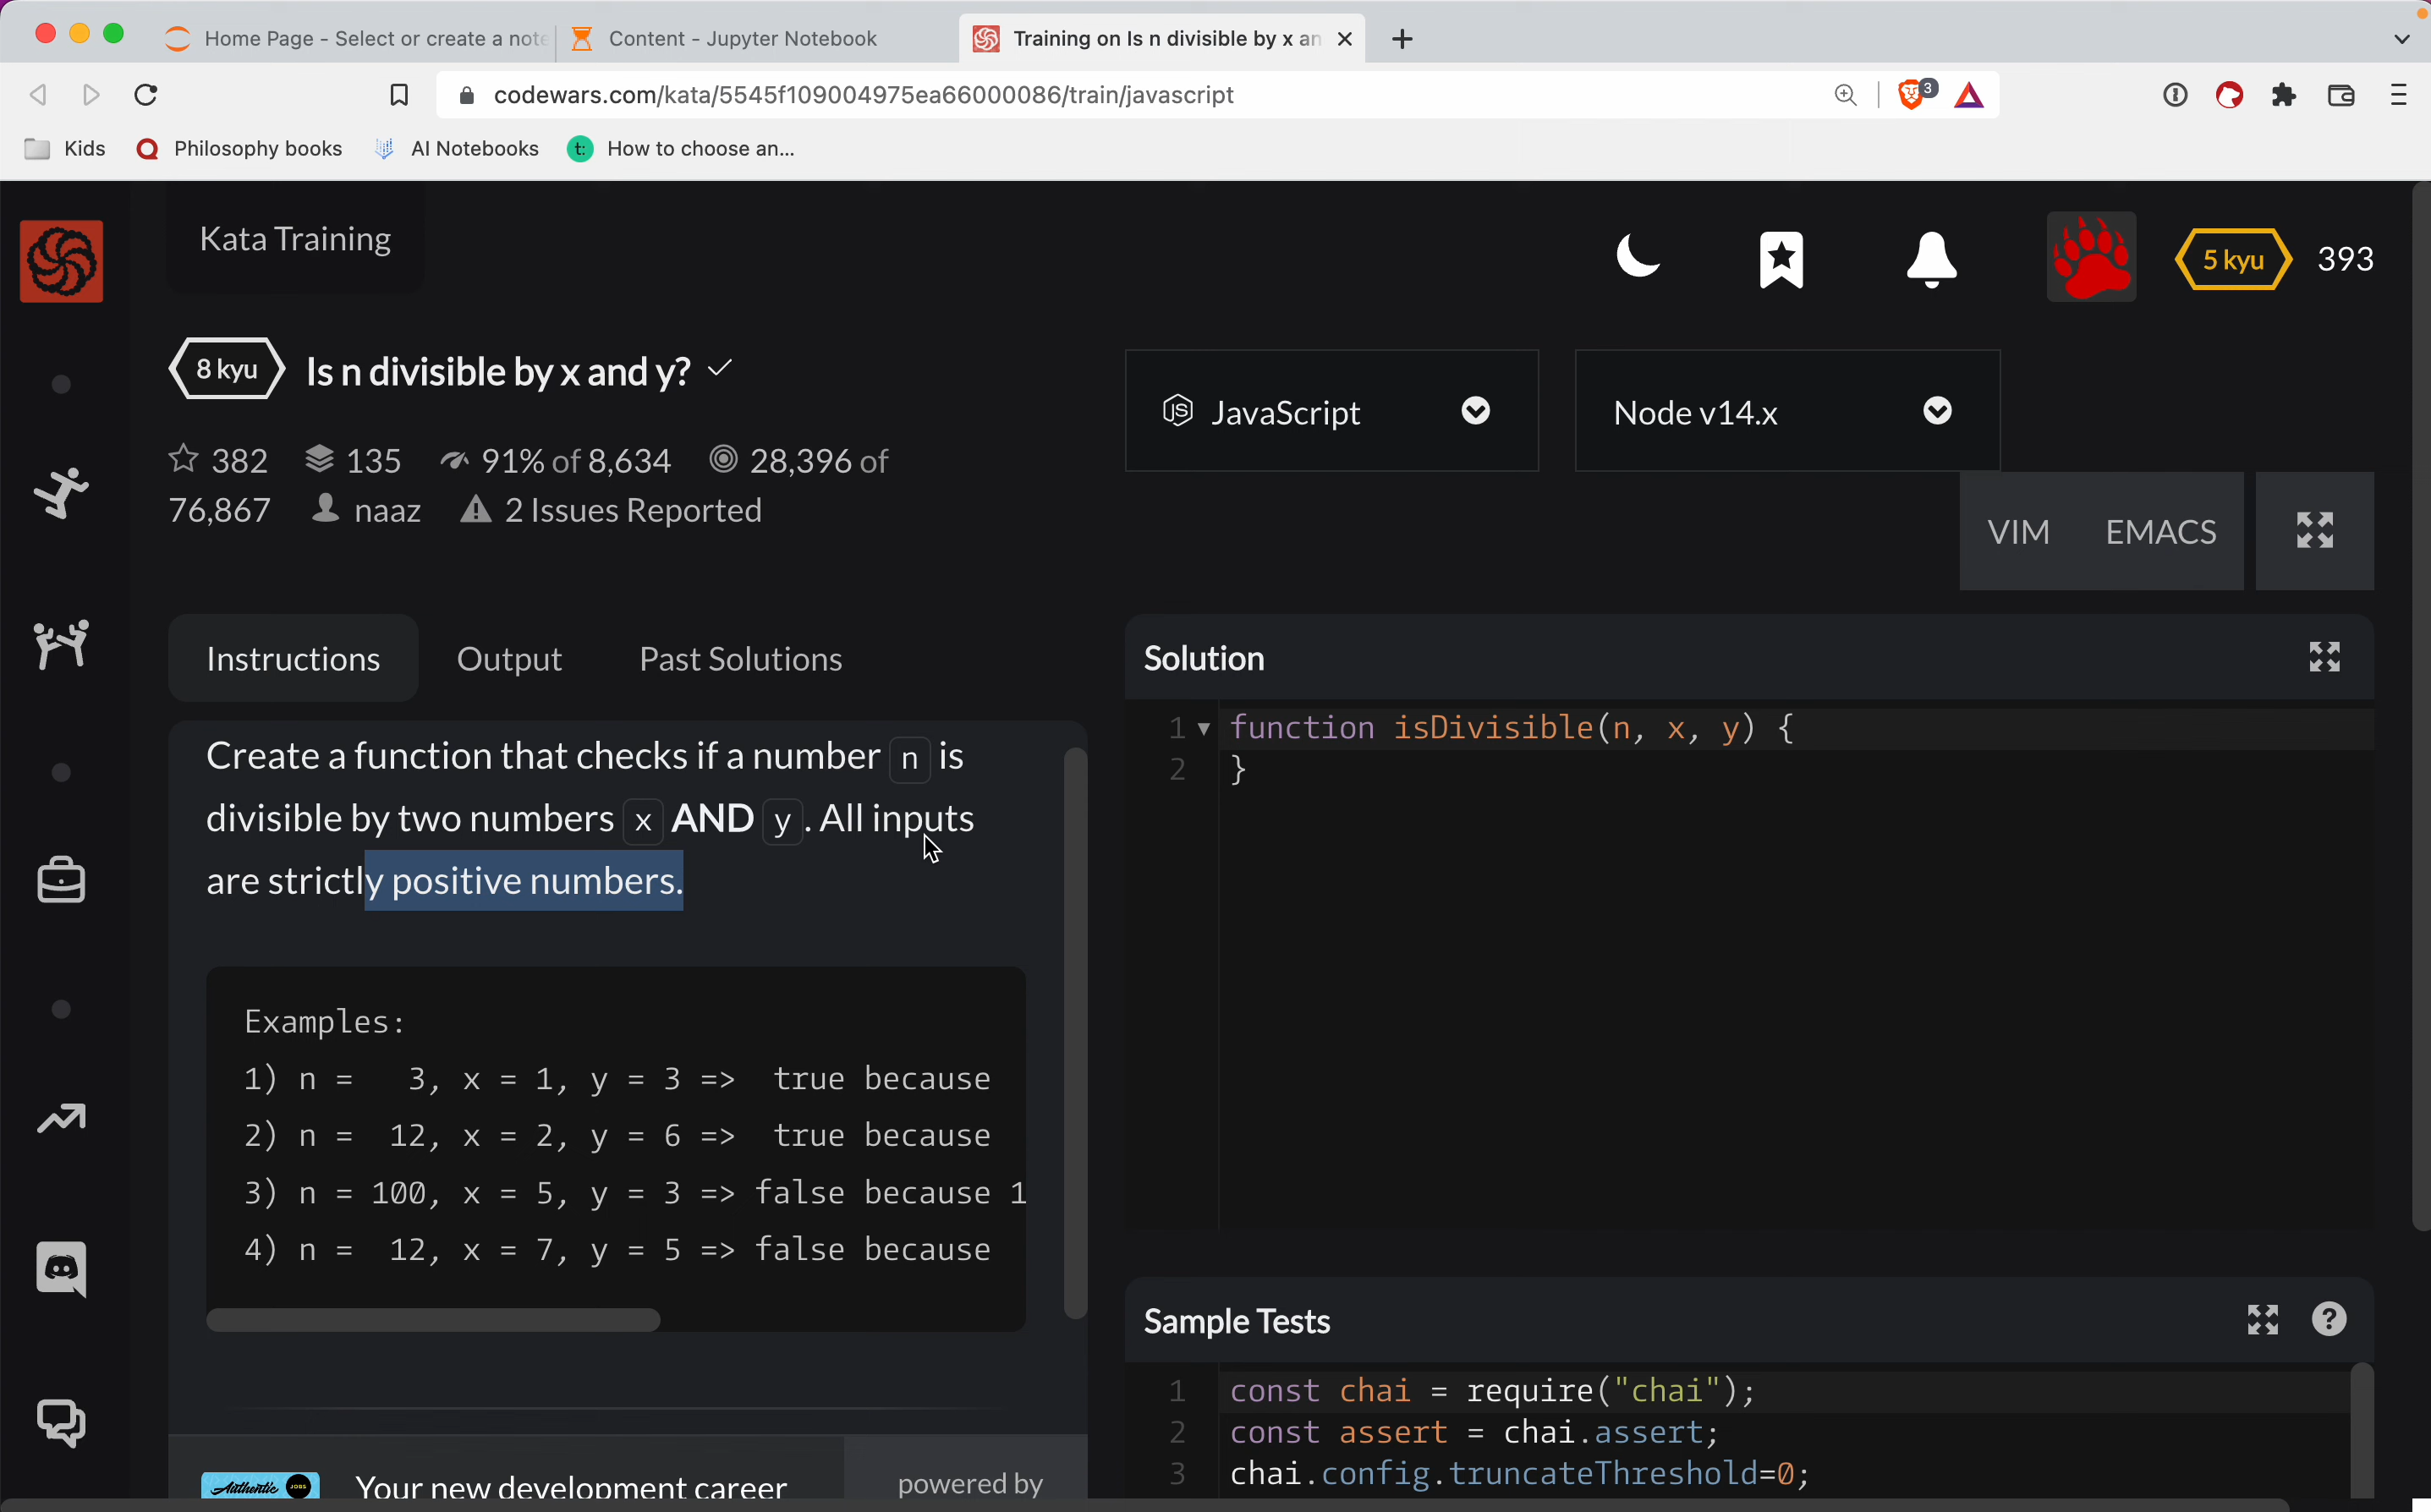 Home Page - Select or create a note
Content - Jupyter Notebook
Training on Is n divisible by x an
codewars.com/kata/5545f109004975ea66000086/train/javascript
3
Kids
Philosophy books
AI Notebooks
t:
How to choose an...
Kata Training
5 kyu
393
8 kyu
Is n divisible by x and y?
382 135 91% of 8,634 28,396 of
76,867 naaz 2 Issues Reported
JavaScript
Node v14.x
VIM
EMACS
Instructions
Output
Past Solutions
Create a function that checks if a number n is
divisible by two numbers x AND y. All inputs
are strictly positive numbers.
Examples:
1) n =   3, x = 1, y = 3 =>  true because
2) n =  12, x = 2, y = 6 =>  true because
3) n = 100, x = 5, y = 3 => false because 1
4) n =  12, x = 7, y = 5 => false because
Authentic JOBS
Your new development career
powered by
Solution
1 function isDivisible(n, x, y) {
2 }
Sample Tests
1 const chai = require("chai");
2 const assert = chai.assert;
3 chai.config.truncateThreshold=0;